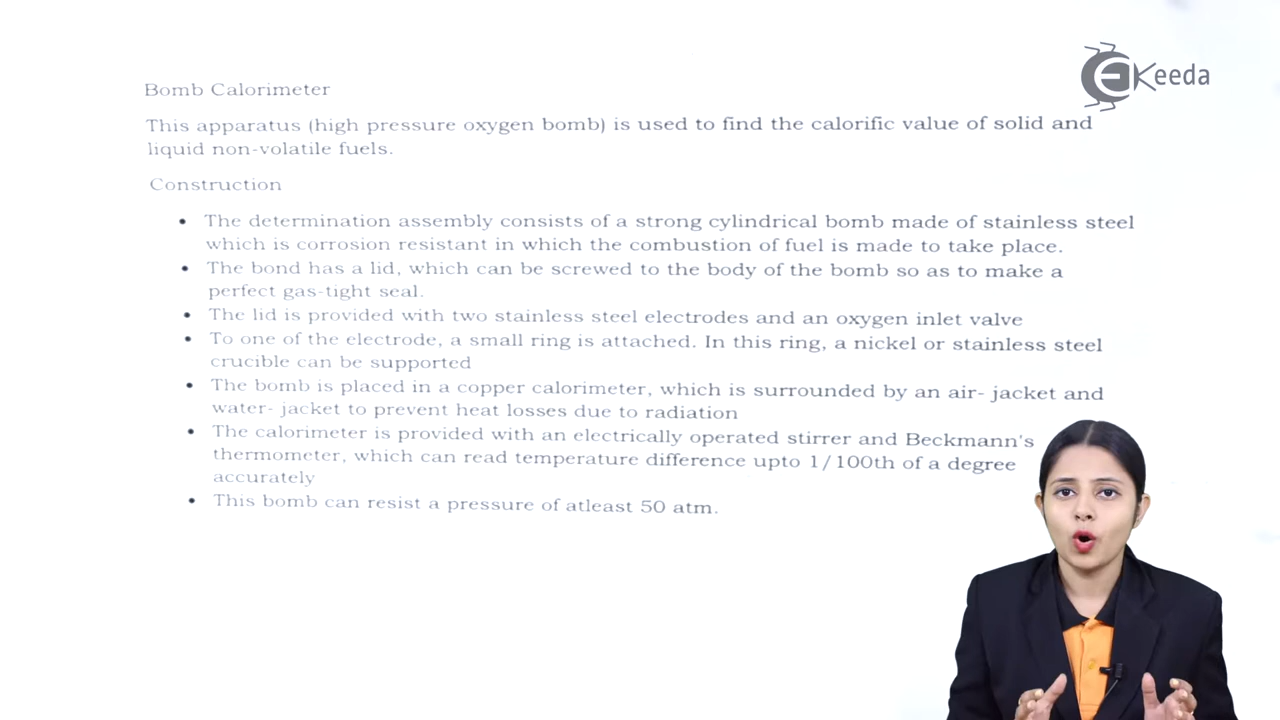 EKeeda
Bomb Calorimeter
This apparatus (high pressure oxygen bomb) is used to find the calorific value of solid and
liquid non-volatile fuels.
Construction
• The determination assembly consists of a strong cylindrical bomb made of stainless steel
which is corrosion resistant in which the combustion of fuel is made to take place.
• The bond has a lid, which can be screwed to the body of the bomb so as to make a
perfect gas-tight seal.
• The lid is provided with two stainless steel electrodes and an oxygen inlet valve
• To one of the electrode, a small ring is attached. In this ring, a nickel or stainless steel
crucible can be supported
• The bomb is placed in a copper calorimeter, which is surrounded by an air- jacket and
water- jacket to prevent heat losses due to radiation
• The calorimeter is provided with an electrically operated stirrer and Beckmann's
thermometer, which can read temperature difference upto 1/100th of a degree
accurately
• This bomb can resist a pressure of atleast 50 atm.